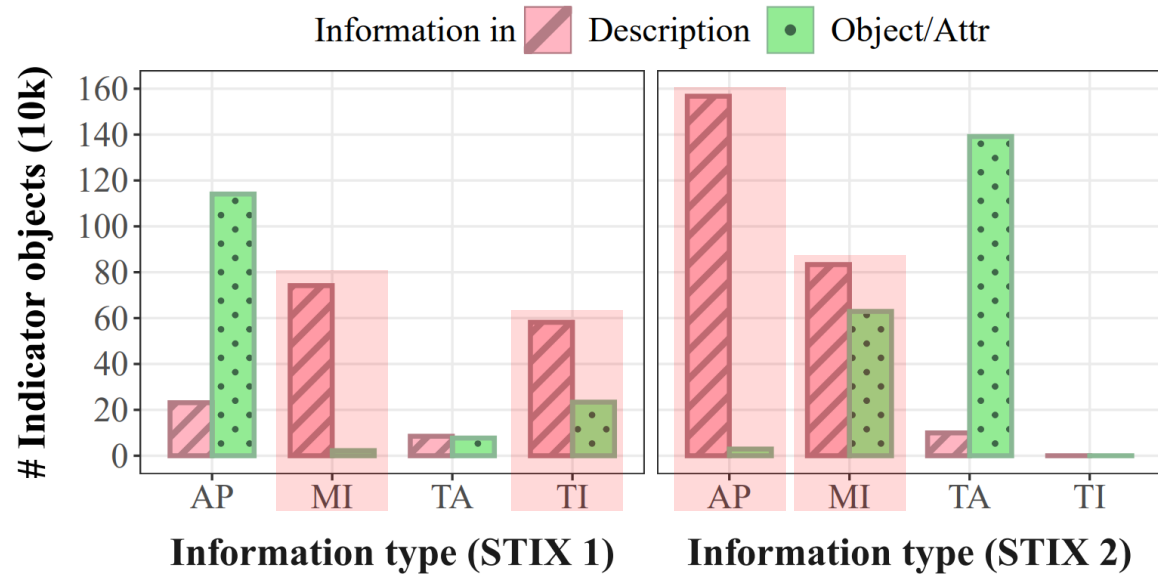 Information in Description Object/Attr
# Indicator objects (10k)
160
140
120
100
80
60
40
20
0
AP MI TA TI AP MI TA TI
Information type (STIX 1) Information type (STIX 2)